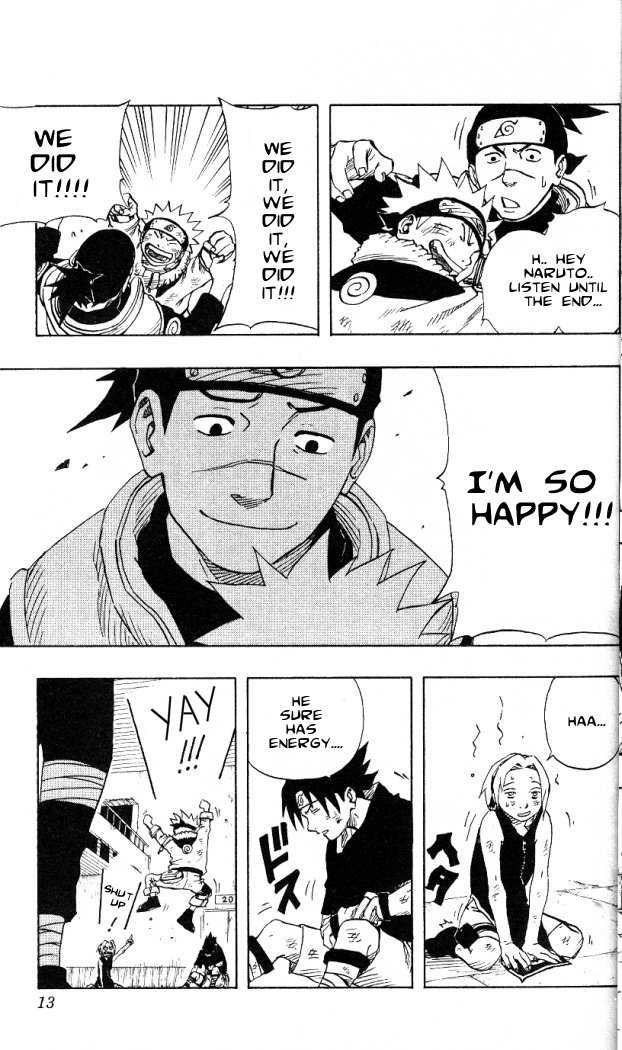 H.. HEY
NARUTO..
LISTEN UNTIL
THE END...
WE
DID
IT,
WE
DID
IT,
WE
DID
IT!!!
WE
DID
IT!!!!
I'M SO
HAPPY!!!
HAA...
ヘタ
HE
SURE
HAS
ENERGY....
ドス
YAY
!!!
SHUT
UP
!!
20
13